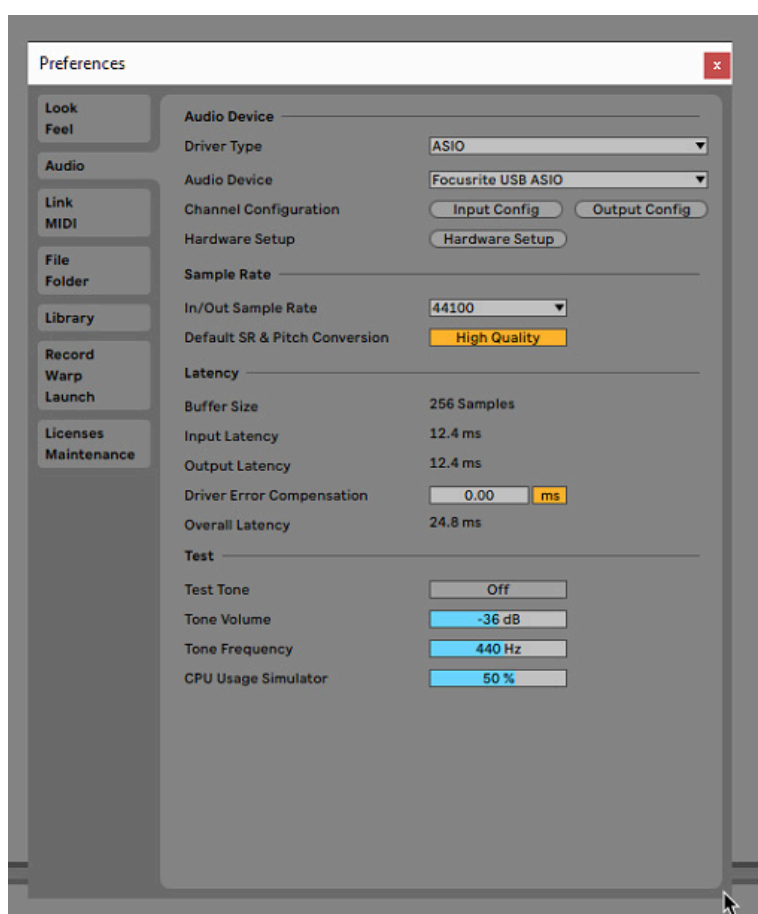 Preferences
x
Look
Feel
Audio
Link
MIDI
File
Folder
Library
Record
Warp
Launch
Licenses
Maintenance
Audio Device
Driver Type ASIO
Audio Device Focusrite USB ASIO
Channel Configuration Input Config Output Config
Hardware Setup Hardware Setup
Sample Rate
In/Out Sample Rate 44100
Default SR & Pitch Conversion High Quality
Latency
Buffer Size 256 Samples
Input Latency 12.4 ms
Output Latency 12.4 ms
Driver Error Compensation 0.00 ms
Overall Latency 24.8 ms
Test
Test Tone Off
Tone Volume -36 dB
Tone Frequency 440 Hz
CPU Usage Simulator 50 %